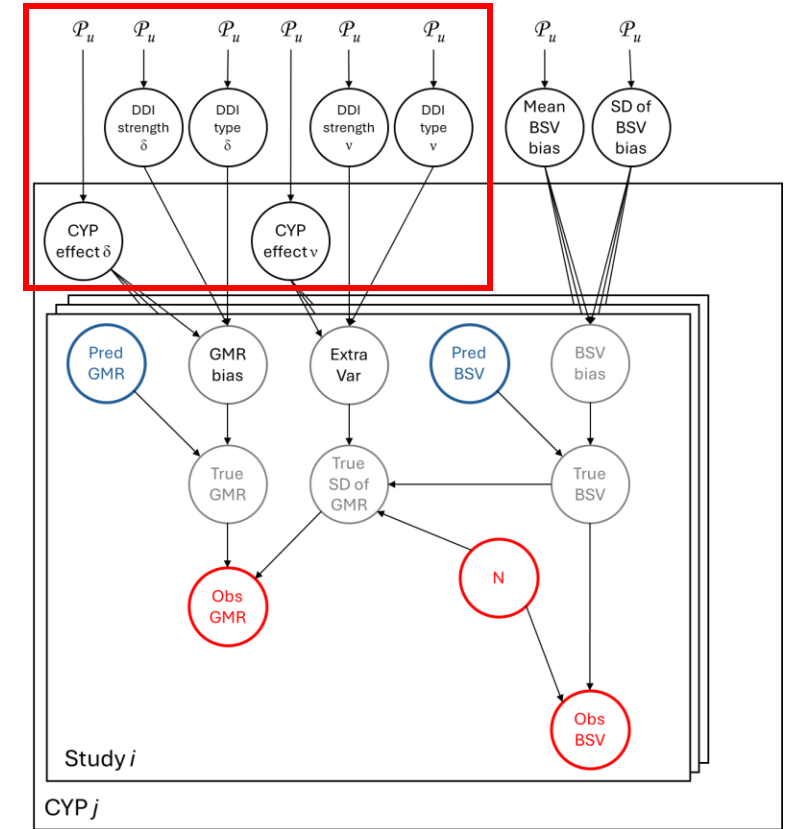 𝒫u 𝒫u 𝒫u 𝒫u 𝒫u 𝒫u 𝒫u 𝒫u
DDI
strength
δ
DDI
type
δ
DDI
strength
ν
DDI
type
ν
Mean
BSV
bias
SD of
BSV
bias
CYP
effect δ
CYP
effect ν
Pred
GMR
GMR
bias
Extra
Var
Pred
BSV
BSV
bias
True
GMR
True
SD of
GMR
True
BSV
Obs
GMR
N
Obs
BSV
Study i
CYP j